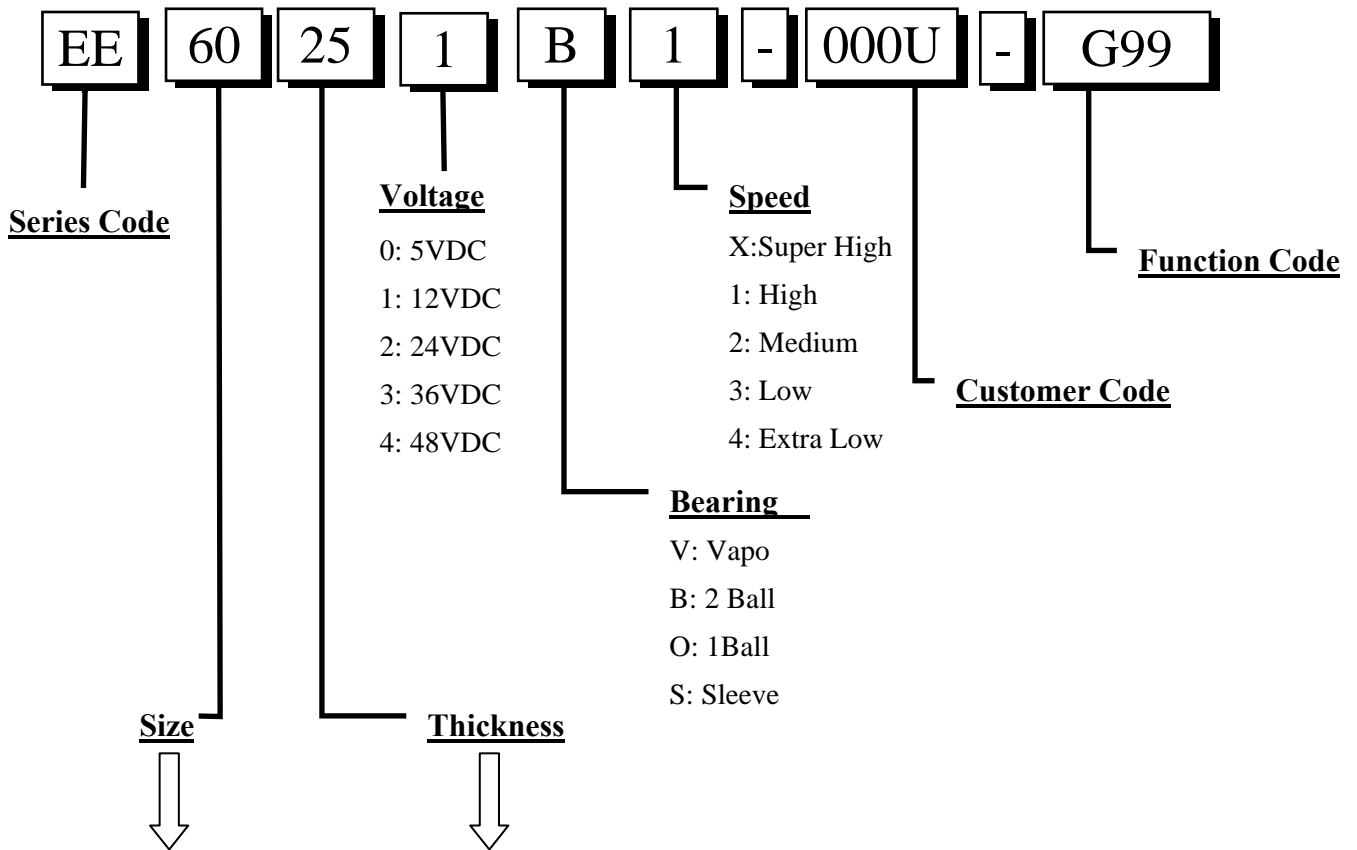 EE 60 25 1 B 1 - 000U - G99
Series Code
Voltage
0: 5VDC
1: 12VDC
2: 24VDC
3: 36VDC
4: 48VDC
Speed
X:Super High
1: High
2: Medium
3: Low
4: Extra Low
Function Code
Customer Code
Bearing
V: Vapo
B: 2 Ball
O: 1Ball
S: Sleeve
Size
Thickness